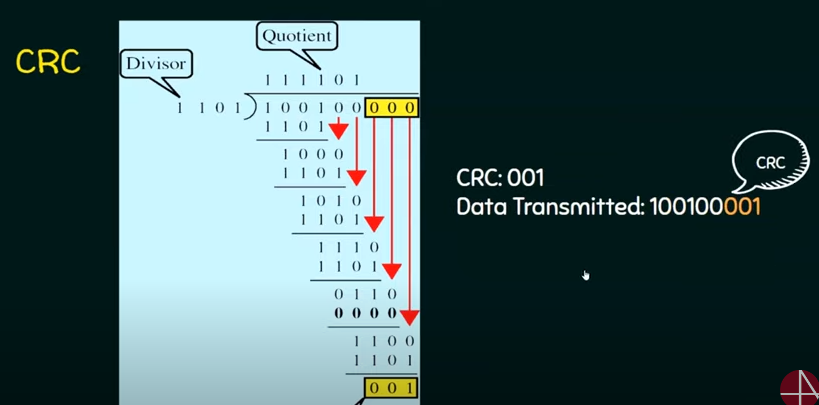 CRC
Quotient
Divisor
1 1 1 1 0 1
1 1 0 1 1 0 0 1 0 0 0 0 0
1 1 0 1
1 0 0 0
1 1 0 1
1 0 1 0
1 1 0 1
1 1 1 0
1 1 0 1
0 1 1 0
0 0 0 0
1 1 0 0
1 1 0 1
0 0 1
CRC
CRC: 001
Data Transmitted: 100100001